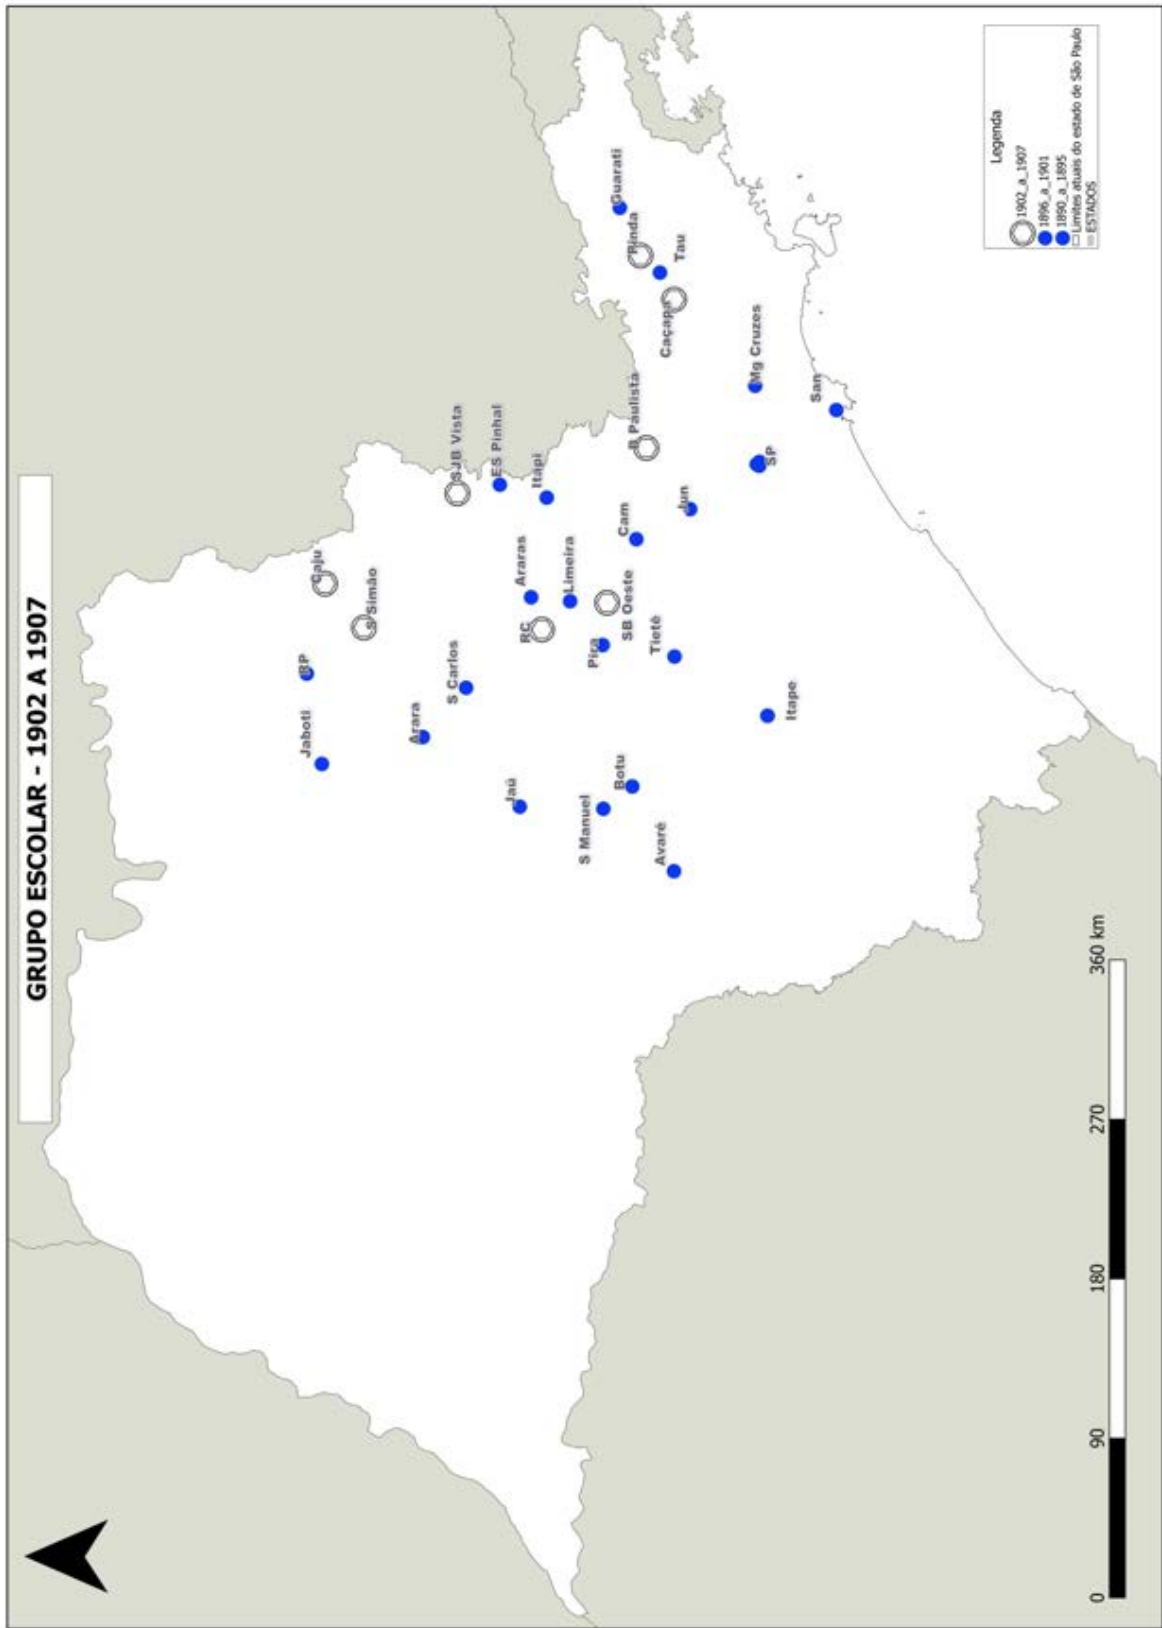 GRUPO ESCOLAR - 1902 A 1907
Caju
RP
Jaboti
S Simão
Arara
SJB Vista
S Carlos
ES Pinhal
Itapi
Araras
RC
Jaú
Limeira
Pira
SB Oeste
S Manuel
Botu
Cam
B Paulista
Guarati
Pinda
Tau
Caçapa
Tietê
Avaré
Jun
Mg Cruzes
SP
Itape
San
Legenda
1902_a_1907
1896_a_1901
1890_a_1895
Limites atuais do estado de São Paulo
ESTADOS
0 90 180 270 360 km